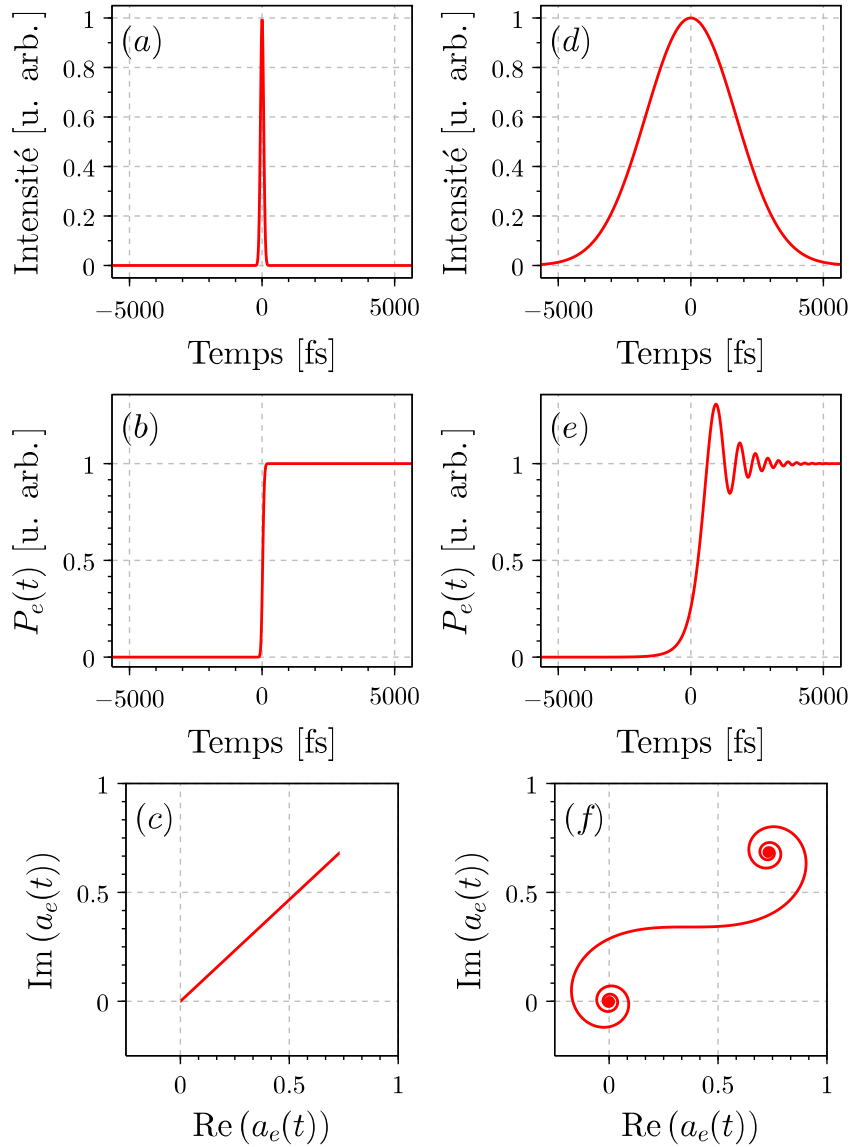 (a)
Intensité [u. arb.]
1
0.8
0.6
0.4
0.2
0
−5000 0 5000
Temps [fs]
(d)
Intensité [u. arb.]
1
0.8
0.6
0.4
0.2
0
−5000 0 5000
Temps [fs]
(b)
P_e(t) [u. arb.]
1
0.5
0
−5000 0 5000
Temps [fs]
(e)
P_e(t) [u. arb.]
1
0.5
0
−5000 0 5000
Temps [fs]
(c)
Im (a_e(t))
1
0.5
0
0 0.5 1
Re (a_e(t))
(f)
Im (a_e(t))
1
0.5
0
0 0.5 1
Re (a_e(t))